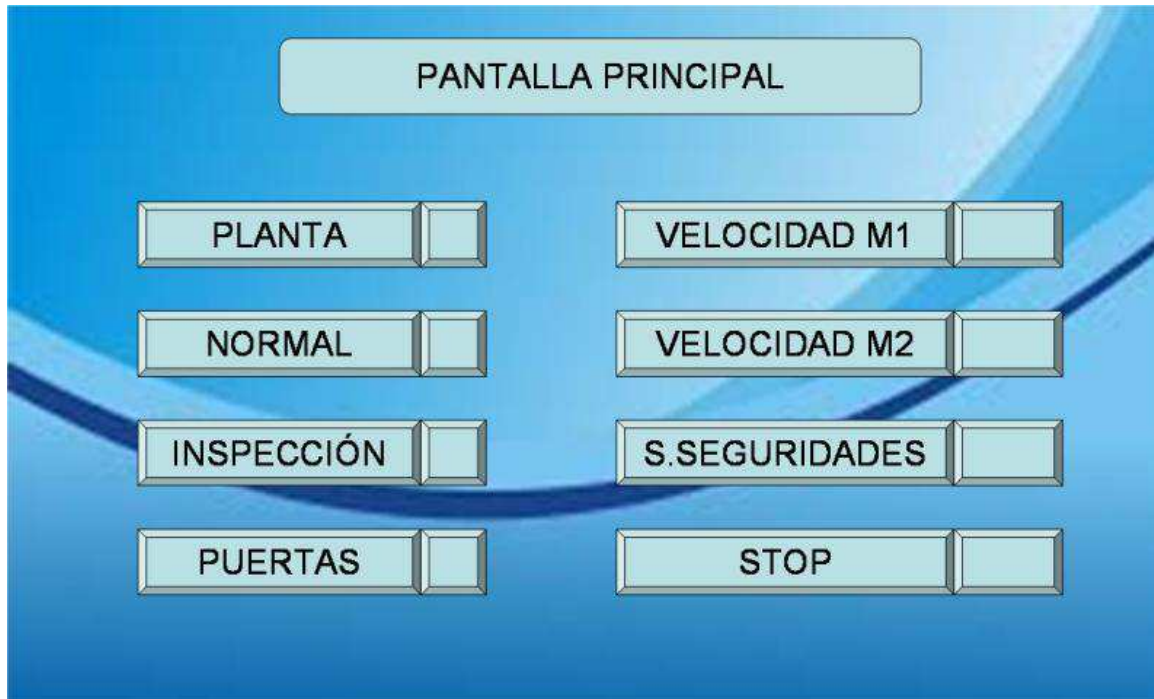 PANTALLA PRINCIPAL
PLANTA
VELOCIDAD M1
NORMAL
VELOCIDAD M2
INSPECCIÓN
S.SEGURIDADES
PUERTAS
STOP